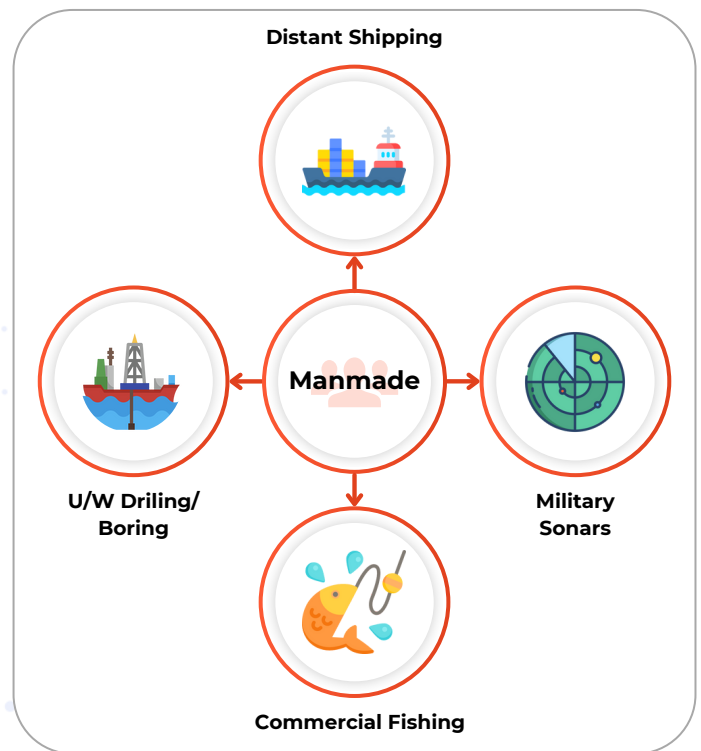 Distant Shipping
Manmade
U/W Driling/
Boring
Military
Sonars
Commercial Fishing